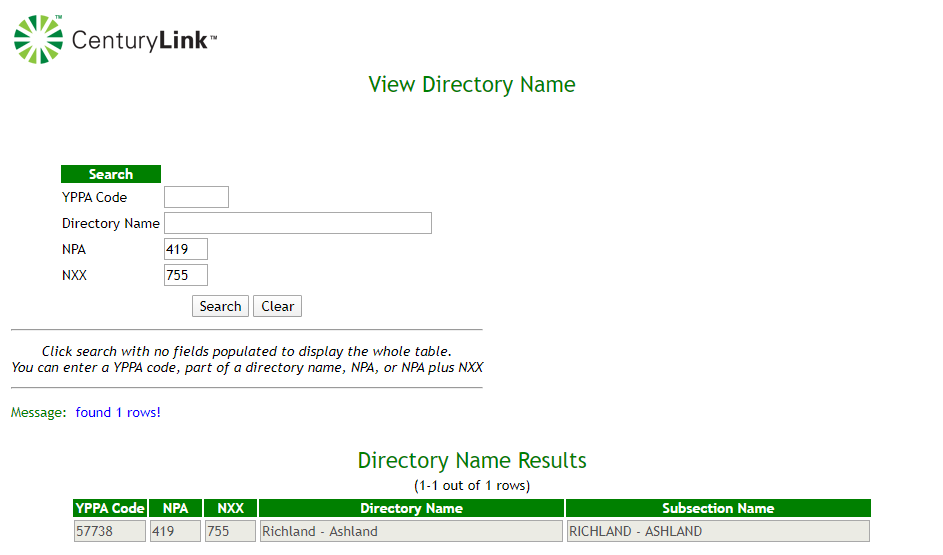 CenturyLink™
View Directory Name
Search
YPPA Code
Directory Name
NPA 419
NXX 755
Search Clear
Click search with no fields populated to display the whole table.
You can enter a YPPA code, part of a directory name, NPA, or NPA plus NXX
Message: found 1 rows!
Directory Name Results
(1-1 out of 1 rows)
YPPA Code NPA NXX Directory Name Subsection Name
57738 419 755 Richland - Ashland RICHLAND - ASHLAND